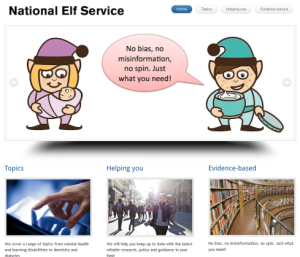 National Elf Service
Home
Topics
Helping you
Evidence-based
No bias, no
misinformation,
no spin. Just
what you need!
Topics
Helping you
Evidence-based
We cover a range of topics from mental health
and learning disabilities to dentistry and
diabetes.
We will help you keep up to date with the latest
reliable research, policy and guidance in your
field.
No bias, no misinformation, no spin. Just what
you need!